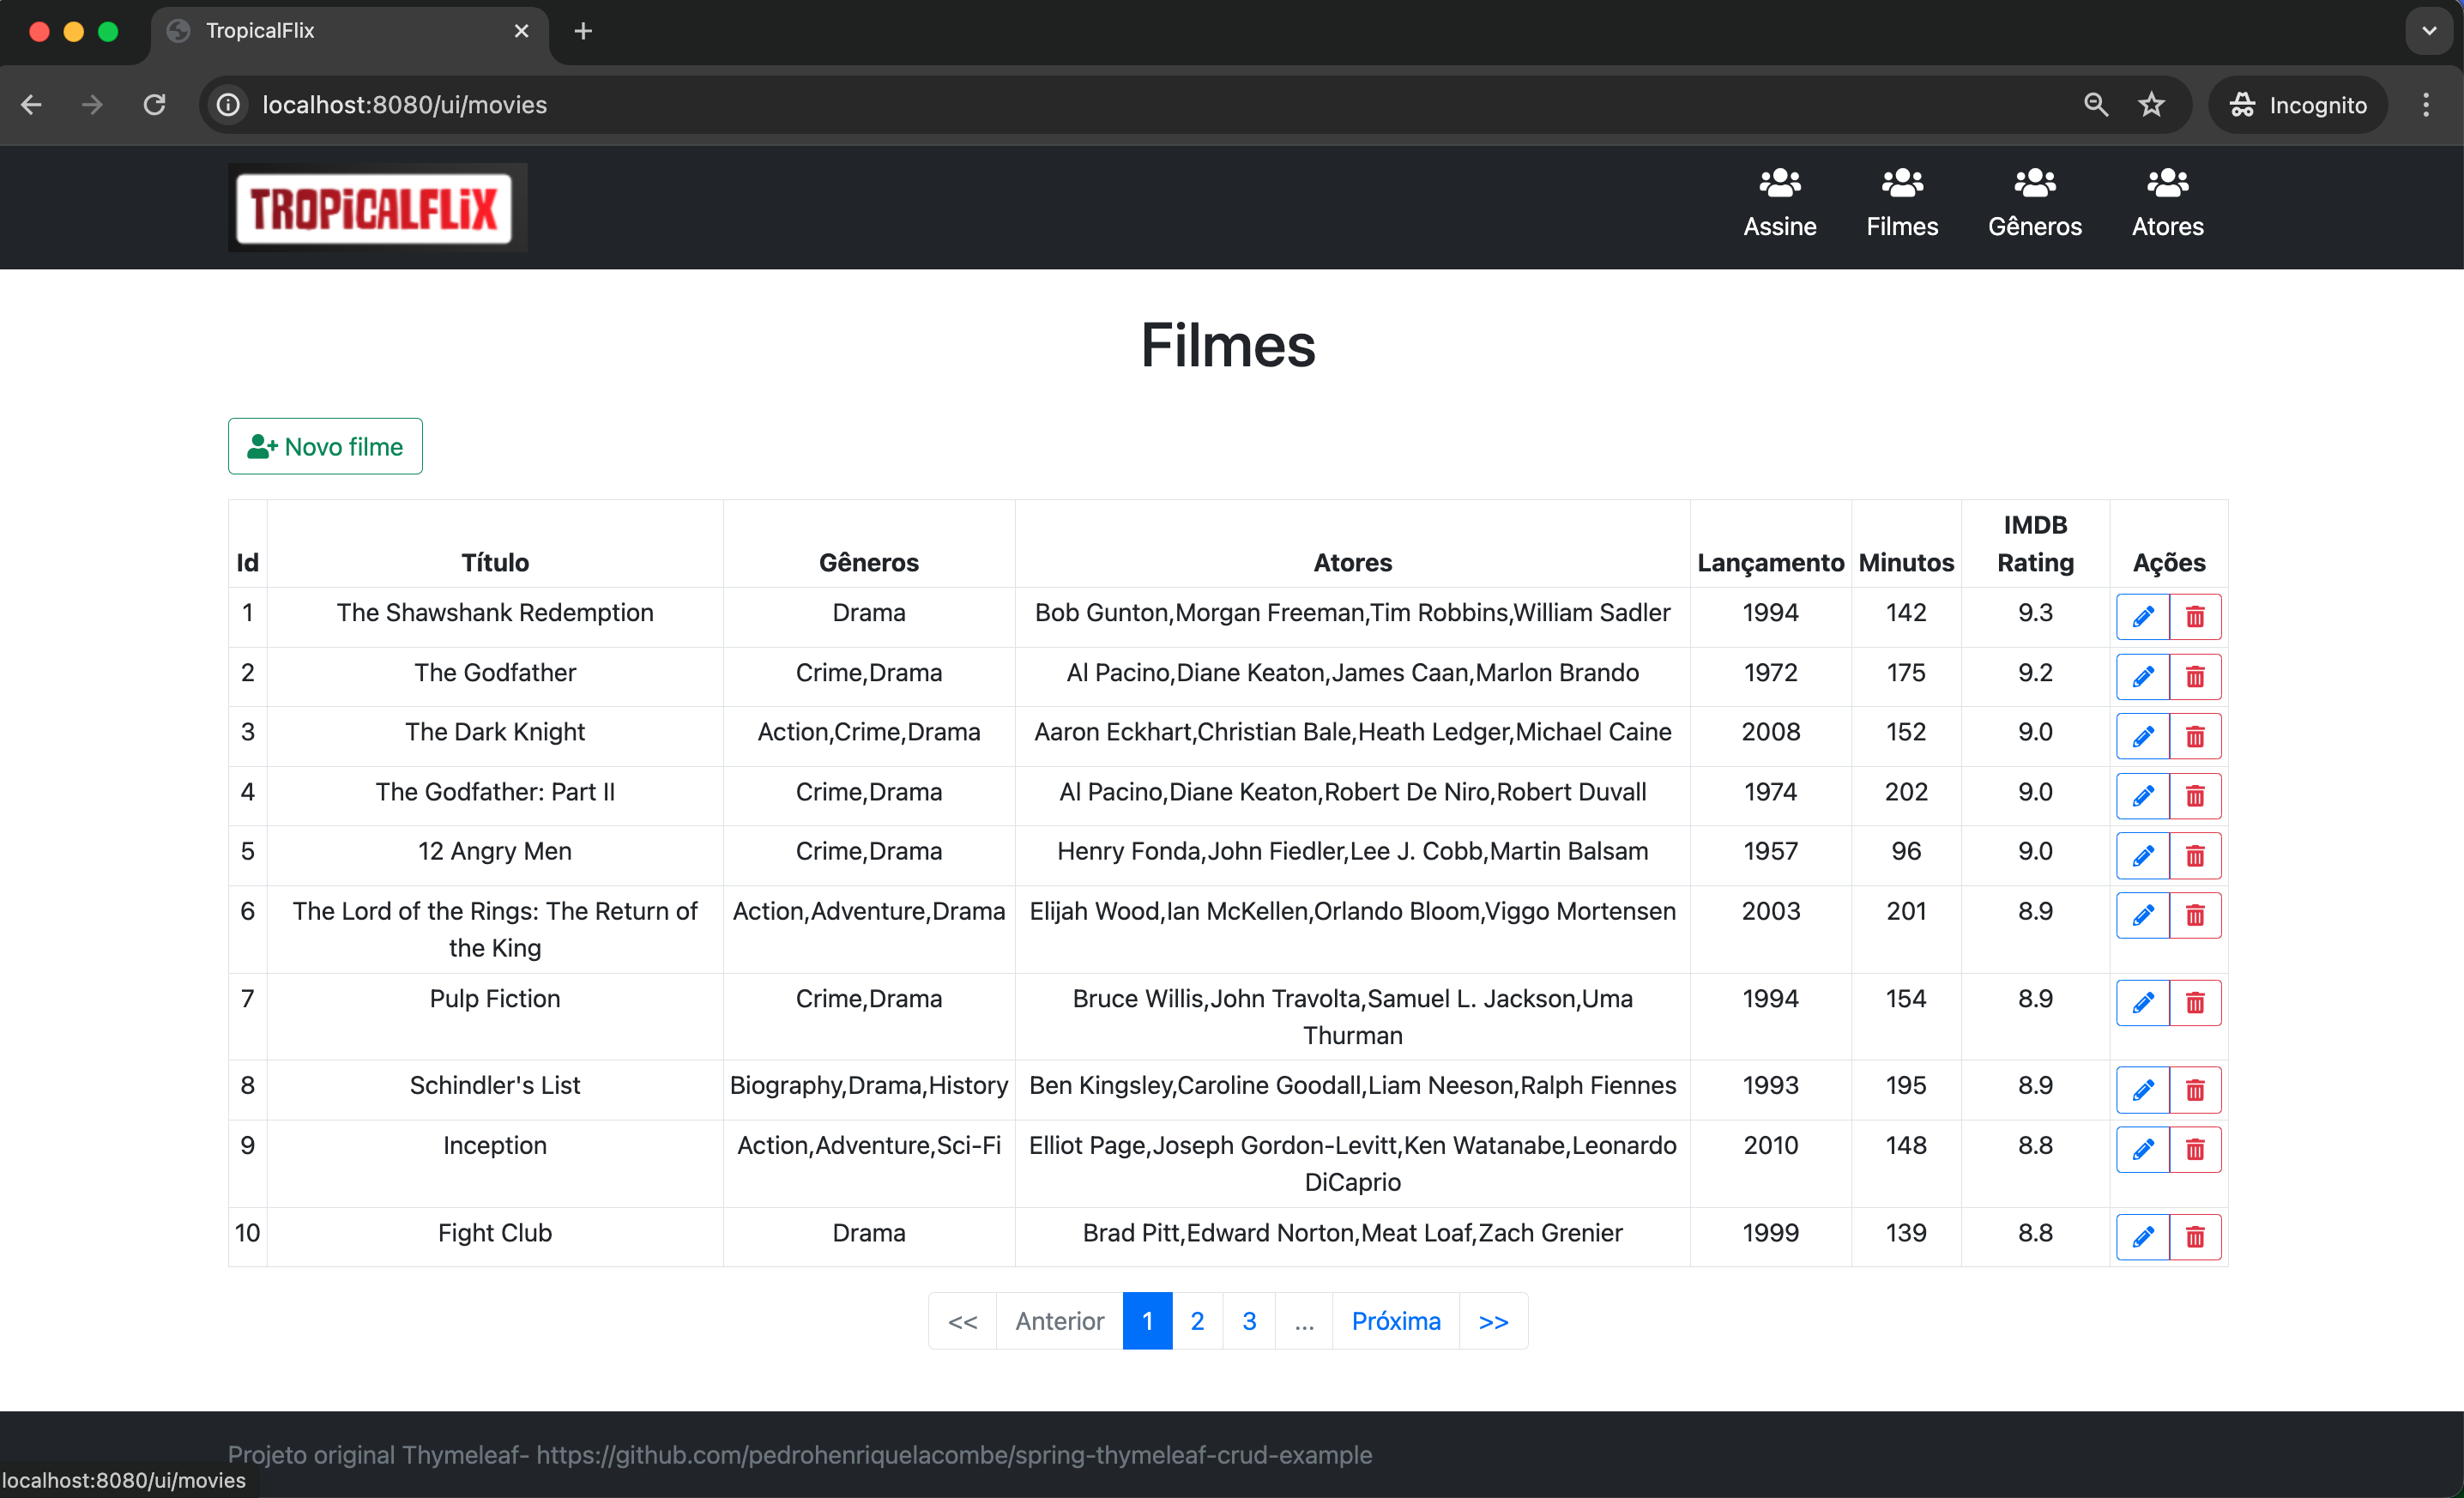 TropicalFlix
localhost:8080/ui/movies
Incognito
TROPiCALFLiX
Assine Filmes Gêneros Atores
Filmes
Novo filme
Id Título Gêneros Atores Lançamento Minutos IMDB Rating Ações
1 The Shawshank Redemption Drama Bob Gunton,Morgan Freeman,Tim Robbins,William Sadler 1994 142 9.3
2 The Godfather Crime,Drama Al Pacino,Diane Keaton,James Caan,Marlon Brando 1972 175 9.2
3 The Dark Knight Action,Crime,Drama Aaron Eckhart,Christian Bale,Heath Ledger,Michael Caine 2008 152 9.0
4 The Godfather: Part II Crime,Drama Al Pacino,Diane Keaton,Robert De Niro,Robert Duvall 1974 202 9.0
5 12 Angry Men Crime,Drama Henry Fonda,John Fiedler,Lee J. Cobb,Martin Balsam 1957 96 9.0
6 The Lord of the Rings: The Return of the King Action,Adventure,Drama Elijah Wood,Ian McKellen,Orlando Bloom,Viggo Mortensen 2003 201 8.9
7 Pulp Fiction Crime,Drama Bruce Willis,John Travolta,Samuel L. Jackson,Uma Thurman 1994 154 8.9
8 Schindler's List Biography,Drama,History Ben Kingsley,Caroline Goodall,Liam Neeson,Ralph Fiennes 1993 195 8.9
9 Inception Action,Adventure,Sci-Fi Elliot Page,Joseph Gordon-Levitt,Ken Watanabe,Leonardo DiCaprio 2010 148 8.8
10 Fight Club Drama Brad Pitt,Edward Norton,Meat Loaf,Zach Grenier 1999 139 8.8
<< Anterior 1 2 3 ... Próxima >>
Projeto original Thymeleaf- https://github.com/pedrohenriquelacombe/spring-thymeleaf-crud-example
localhost:8080/ui/movies